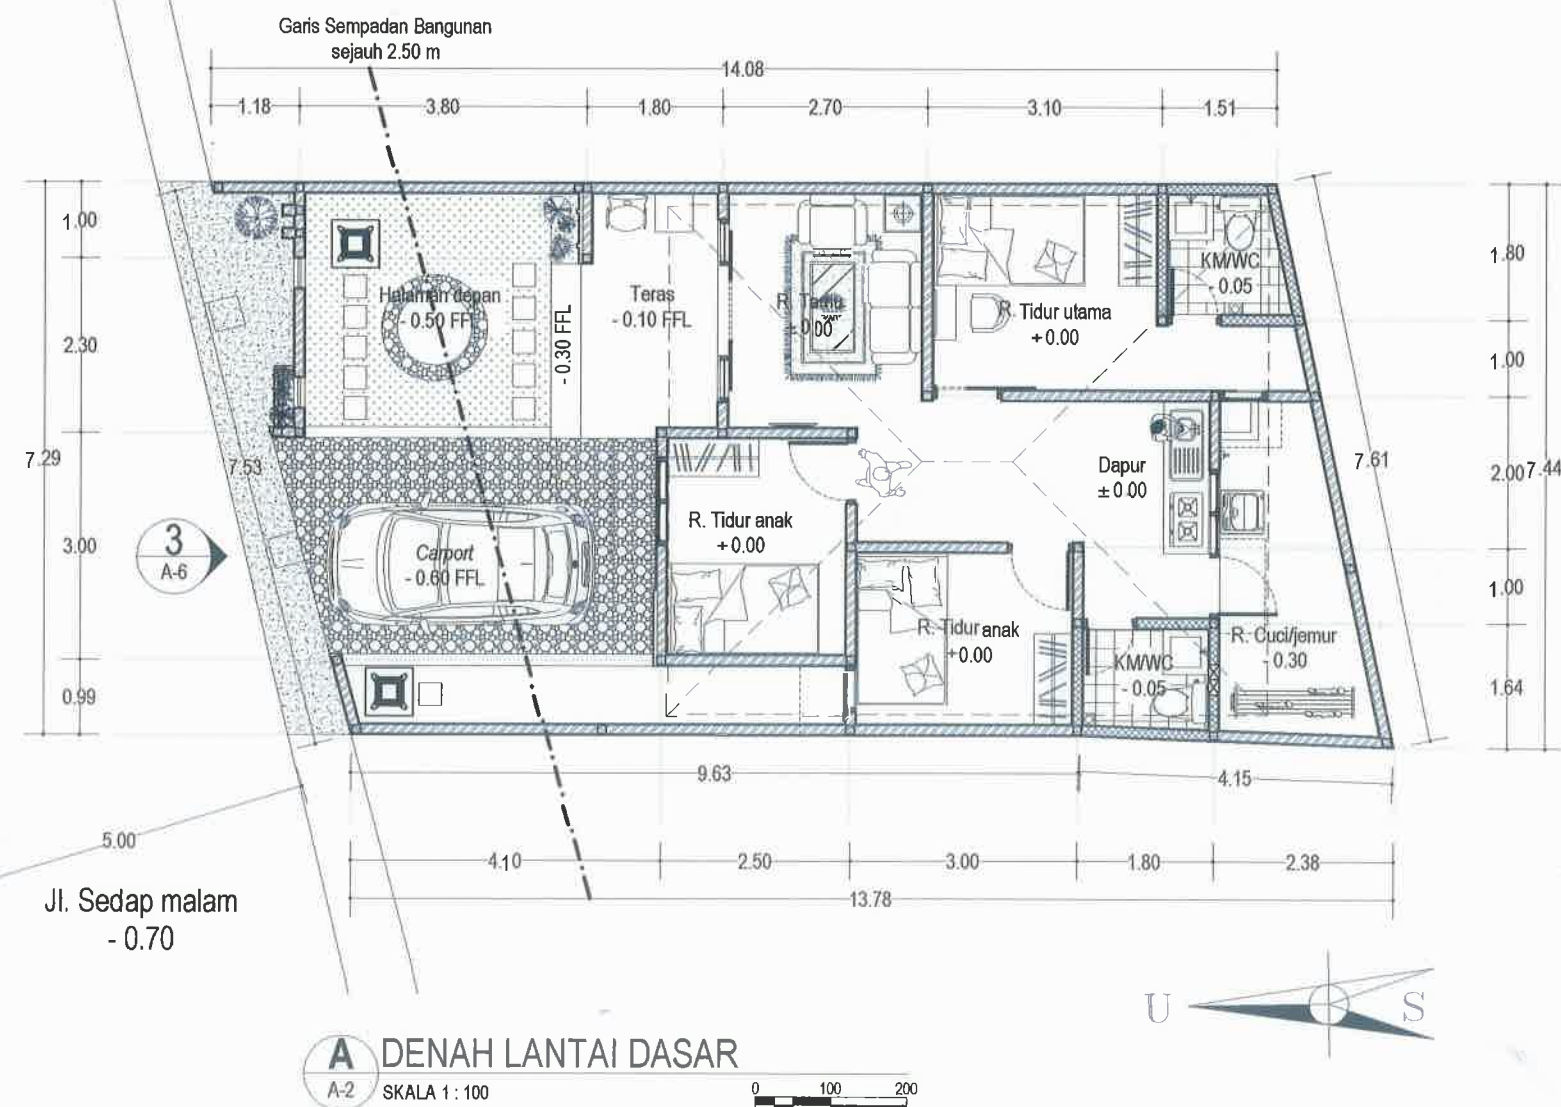 Garis Sempadan Bangunan
sejauh 2.50 m
14.08
1.18
3.80
1.80
2.70
3.10
1.51
1.00
2.30
7.29
3.00
0.99
7.53
3
A-6
Halaman depan
- 0.50 FFL
- 0.30 FFL
Teras
- 0.10 FFL
R. Tamu
± 0.00
R. Tidur utama
+ 0.00
KM/WC
- 0.05
Carport
- 0.60 FFL
R. Tidur anak
+ 0.00
Dapur
± 0.00
R. Tidur anak
+0.00
KM/WC
- 0.05
R. Cuci/jemur
- 0.30
7.61
1.80
1.00
2.00
7.44
1.00
1.64
9.63
4.15
4.10
2.50
3.00
1.80
2.38
13.78
5.00
Jl. Sedap malam
- 0.70
U
S
A
A-2
DENAH LANTAI DASAR
SKALA 1 : 100
0
100
200